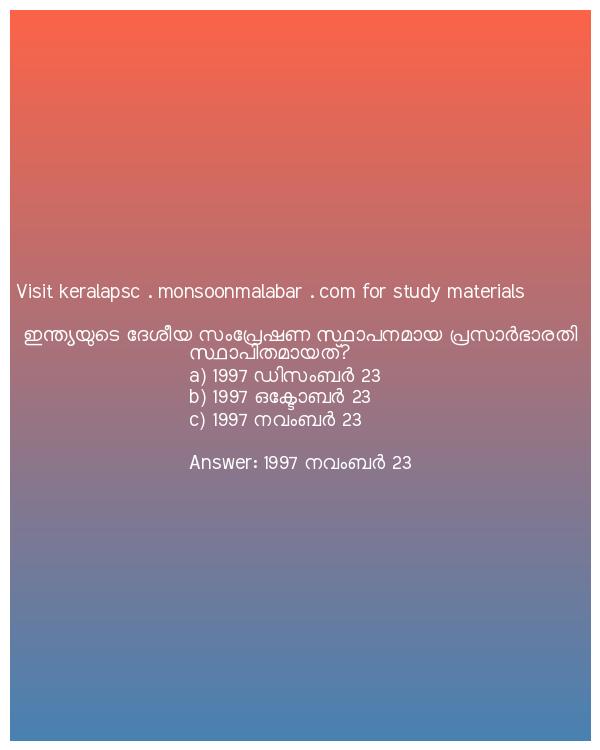 Visit keralapsc . monsoonmalabar . com for study materials
ഇന്ത്യയുടെ ദേശീയ സംപ്രേഷണ സ്ഥാപനമായ പ്രസാർഭാരതി
സ്ഥാപിതമായത്?
a) 1997 ഡിസംബർ 23
b) 1997 ഒക്ടോബർ 23
c) 1997 നവംബർ 23
Answer: 1997 നവംബർ 23